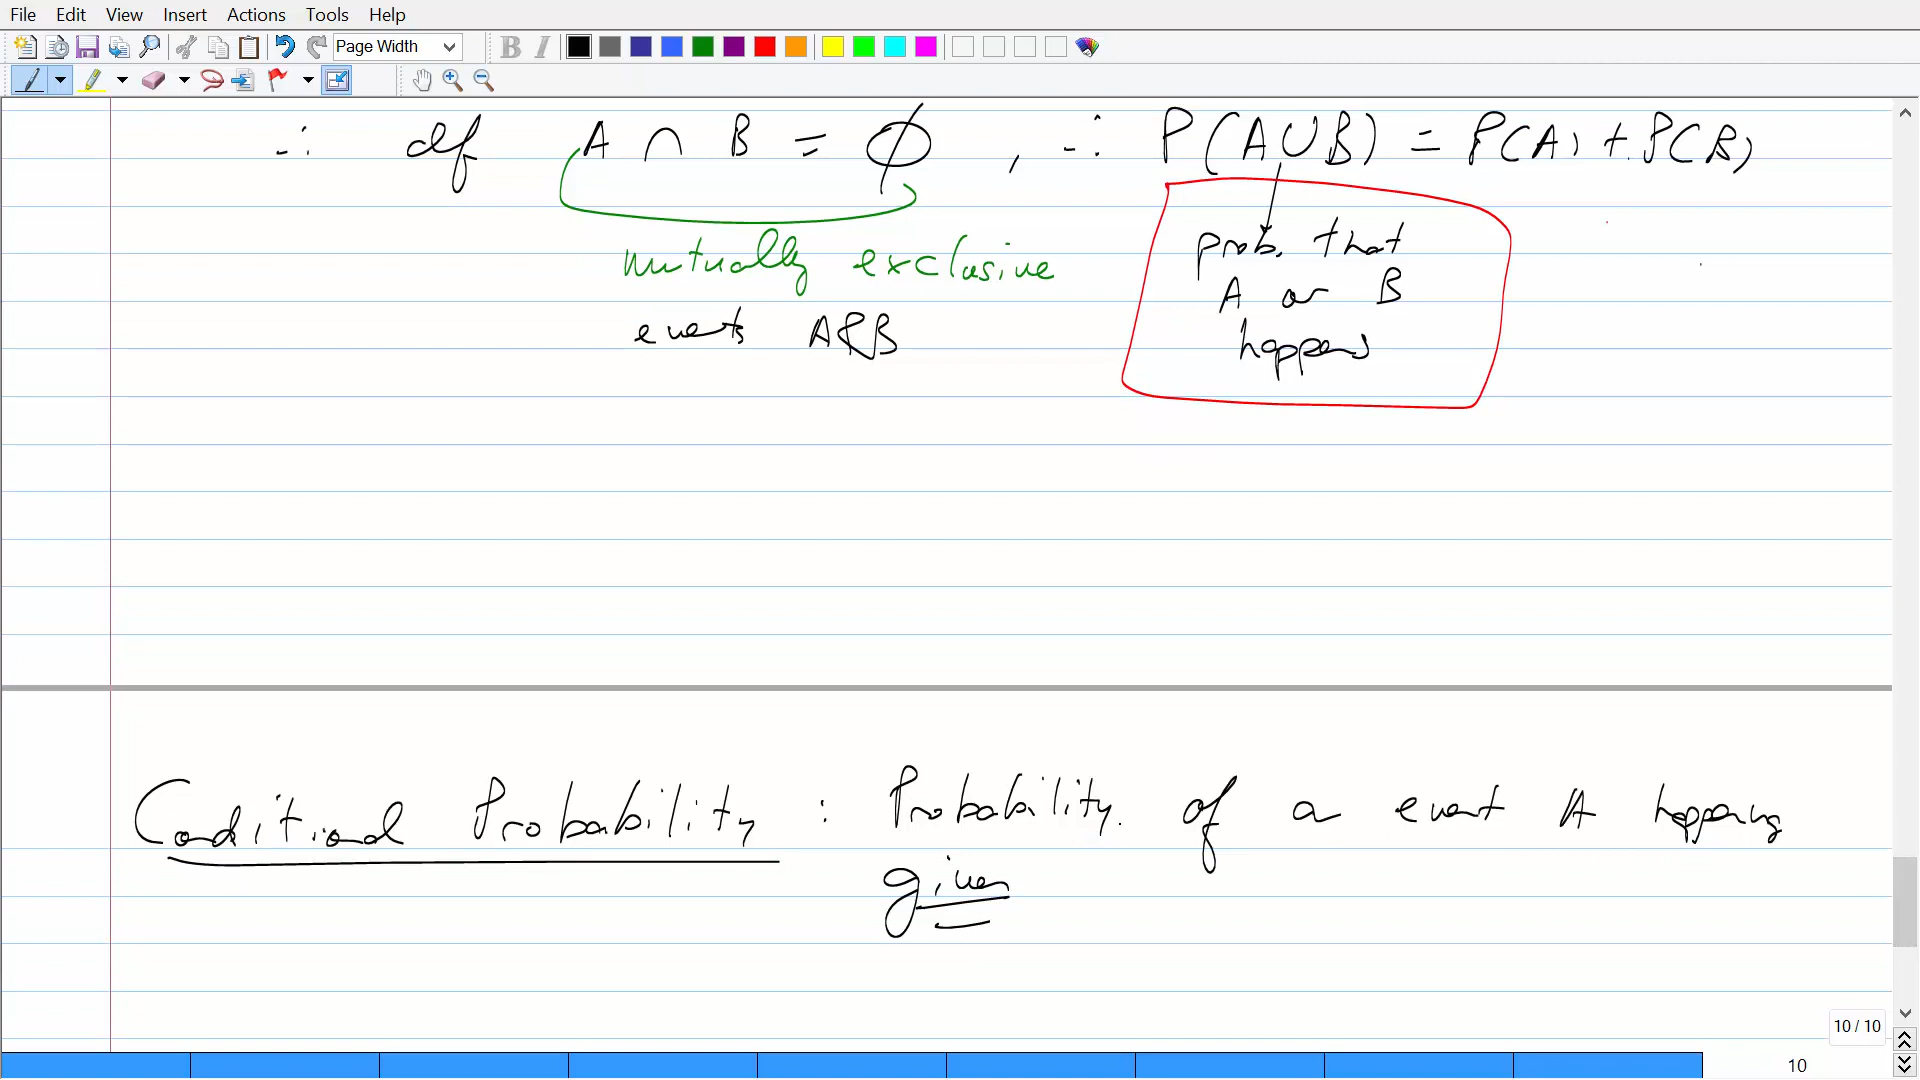 File Edit View Insert Actions Tools Help
Page Width
B I
∴ If A ∩ B = ϕ , ∴ P(A∪B) = P(A) + P(B)
mutually exclusive
events A & B
prob. that
A or B
happens
Conditional Probability : Probability of a event A happening
given
10 / 10
10